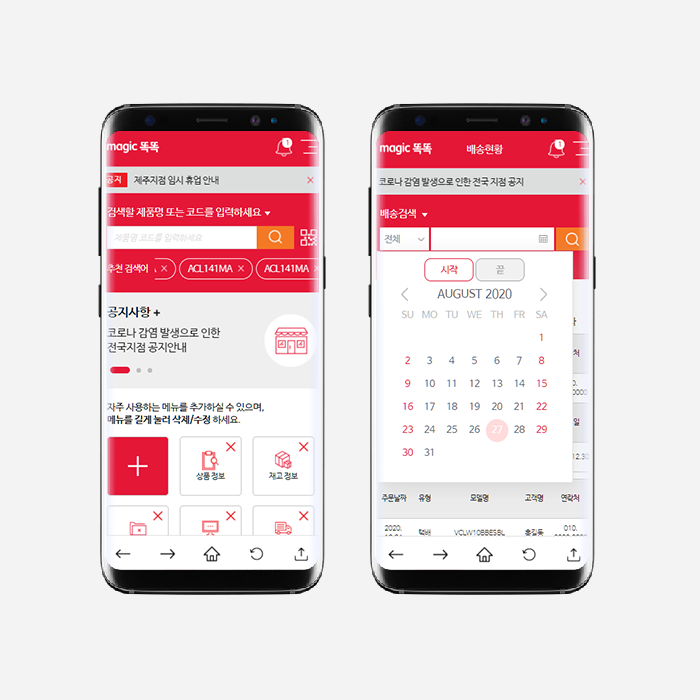 magic 똑똑
1
공지 제주지점 임시 휴업 안내
검색할 제품명 또는 코드를 입력하세요
제품명, 코드를 입력하세요
추천 검색어 ACL141MA ACL141MA
공지사항 +
코로나 감염 발생으로 인한
전국지점 공지안내
자주 사용하는 메뉴를 추가하실 수 있으며,
메뉴를 길게 눌러 삭제/수정 하세요.
상품 정보 재고 정보
magic 똑똑 배송현황
1
코로나 감염 발생으로 인한 전국 지점 공지
배송검색
전체
시작 끝
AUGUST 2020
SU MO TU WE TH FR SA
1
2 3 4 5 6 7 8
9 10 11 12 13 14 15
16 17 18 19 20 21 22
23 24 25 26 27 28 29
30 31
주문날짜 유형 모델명 고객명 연락처
2020. 택배 VCLW10BBESBL 홍길동 010.